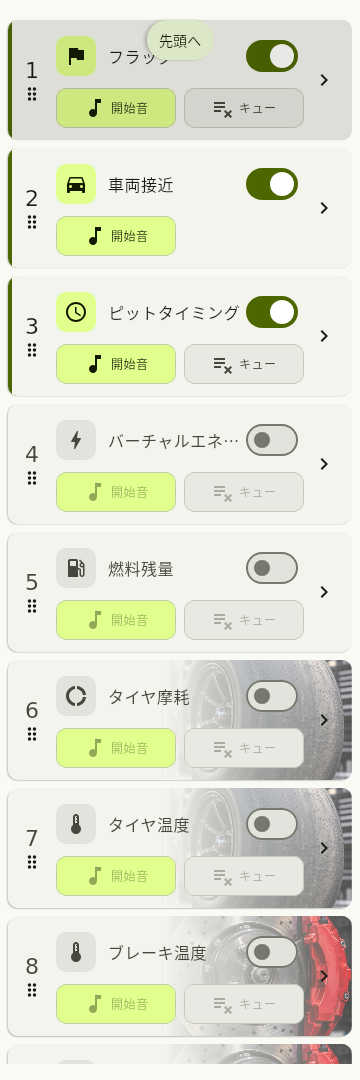 先頭へ
1
フラッグ
開始音
キュー
2
車両接近
開始音
3
ピットタイミング
開始音
キュー
4
バーチャルエネ…
開始音
キュー
5
燃料残量
開始音
キュー
6
タイヤ摩耗
開始音
キュー
7
タイヤ温度
開始音
キュー
8
ブレーキ温度
開始音
キュー